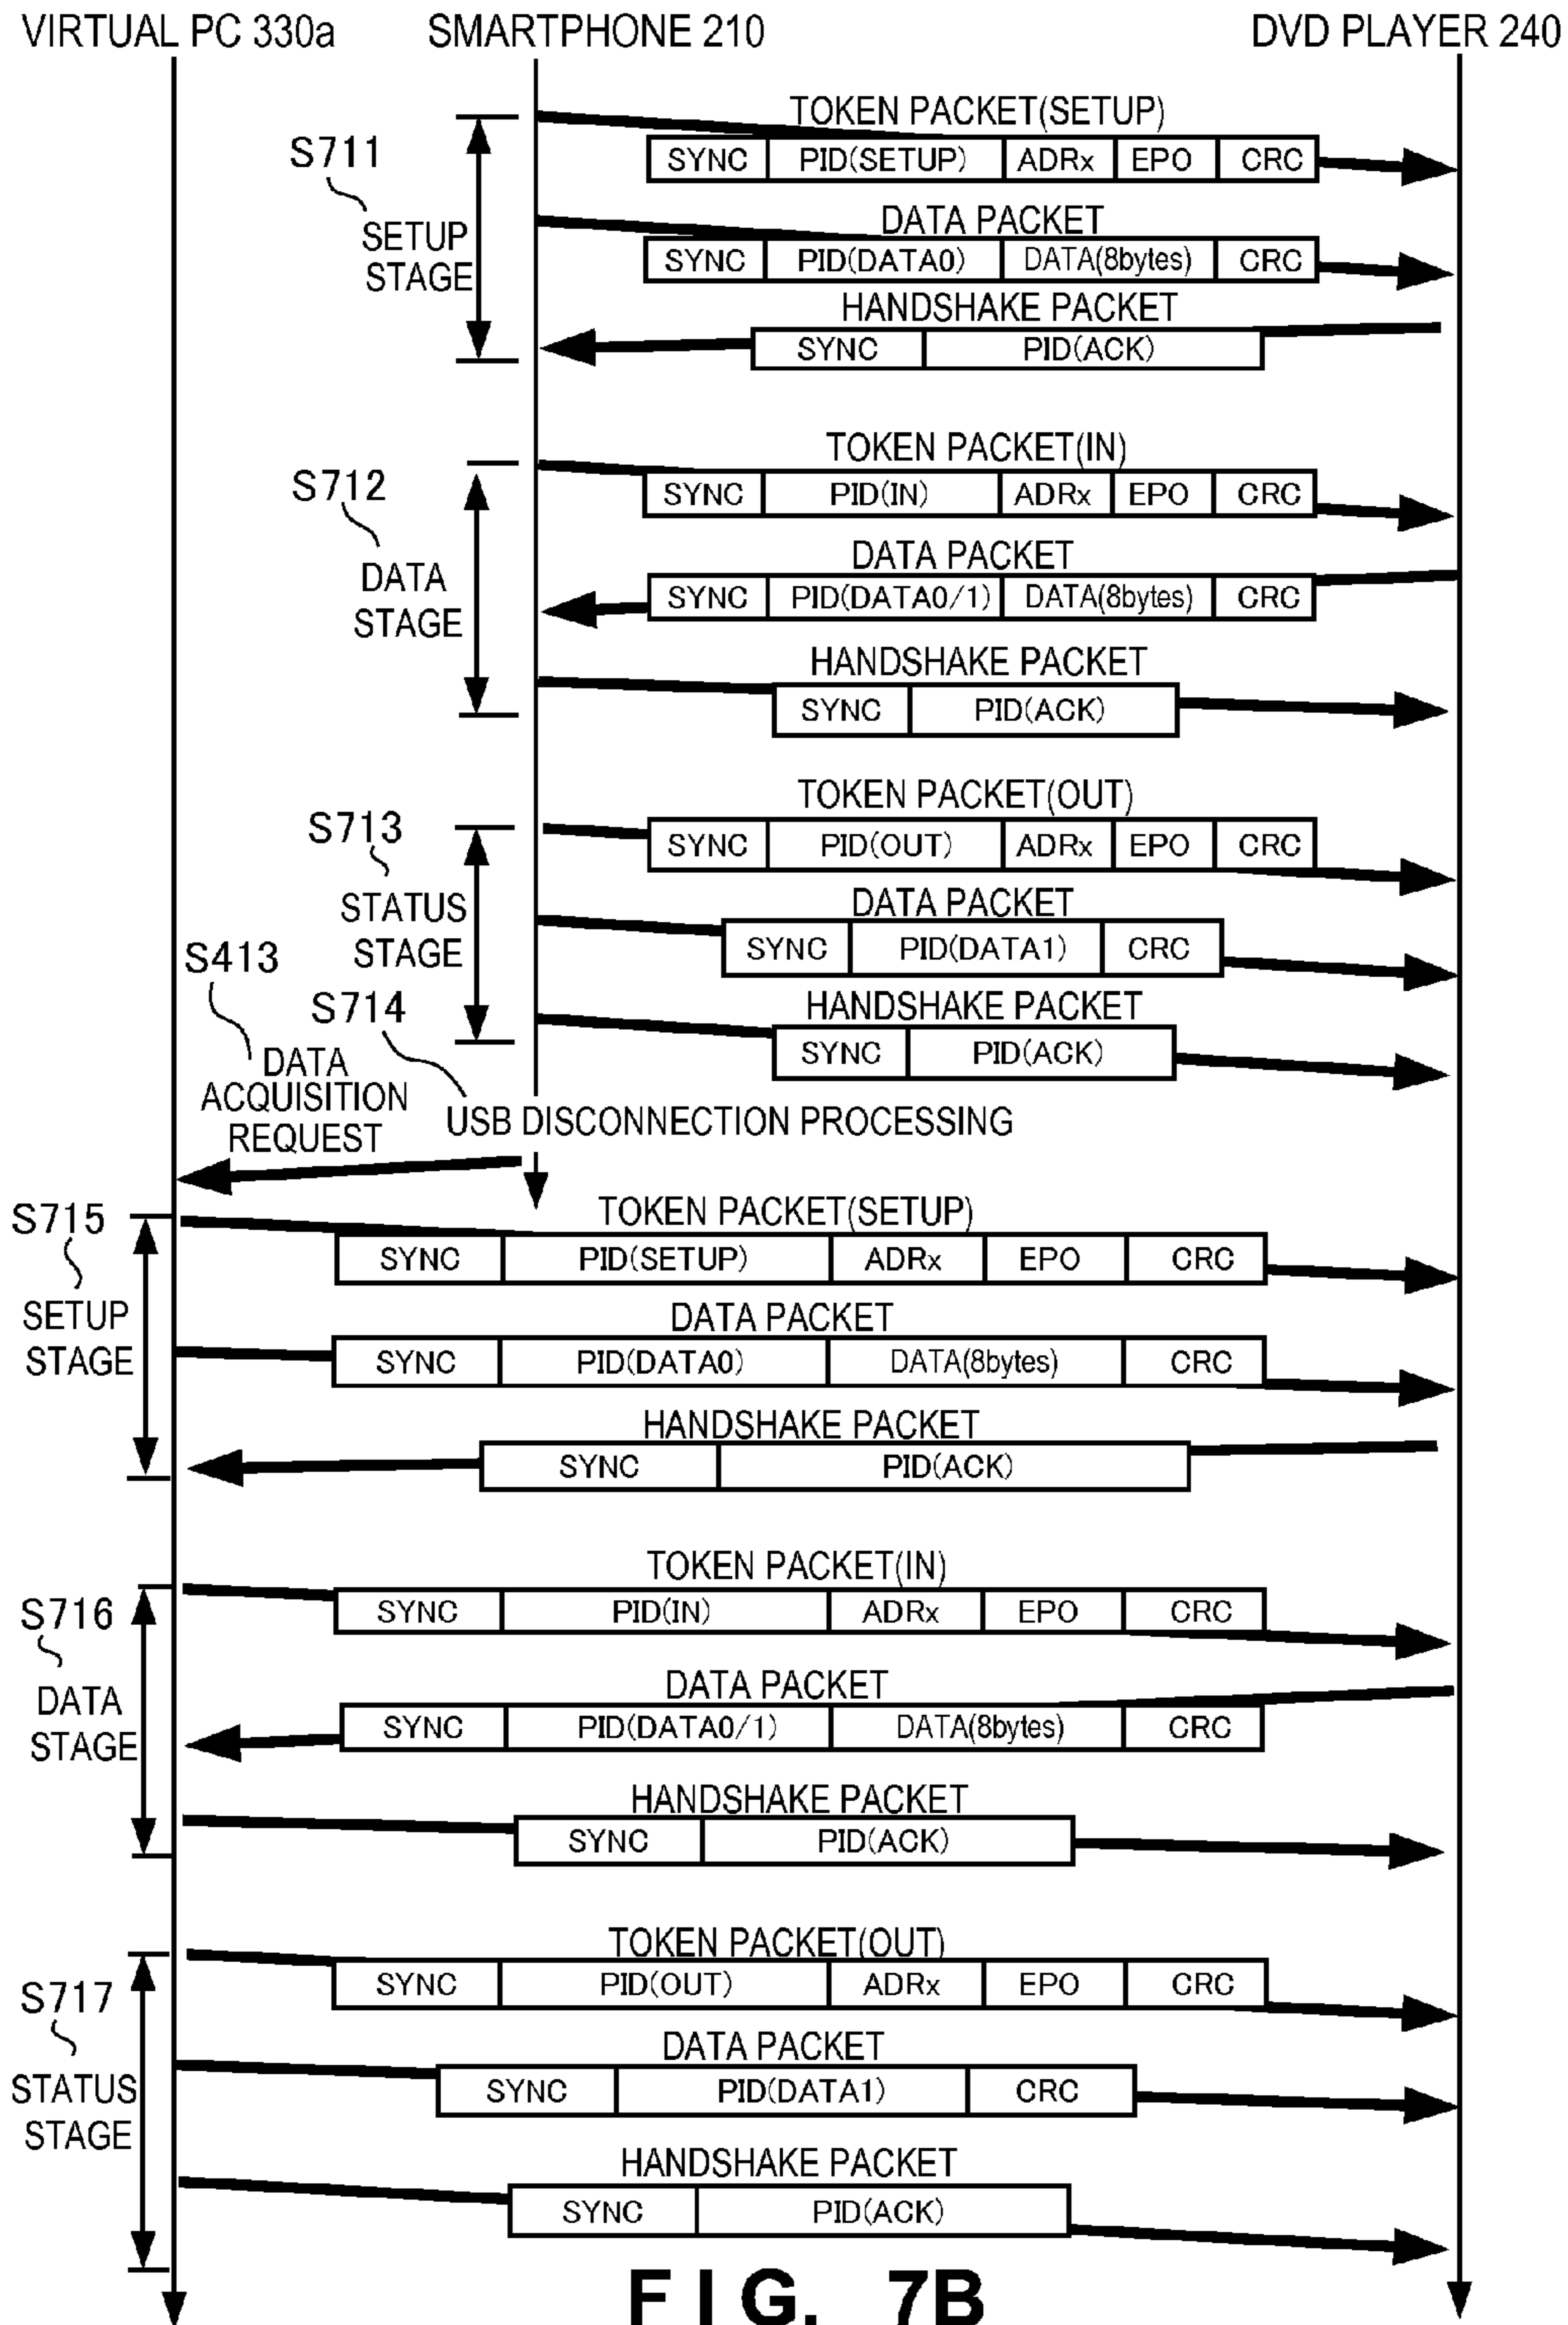 VIRTUAL PC 330a SMARTPHONE 210 DVD PLAYER 240
TOKEN PACKET(SETUP)
S711
SETUP
STAGE
SYNC PID(SETUP) ADRx EPO CRC
DATA PACKET
SYNC PID(DATA0) DATA(8bytes) CRC
HANDSHAKE PACKET
SYNC PID(ACK)
TOKEN PACKET(IN)
S712
DATA
STAGE
SYNC PID(IN) ADRx EPO CRC
DATA PACKET
SYNC PID(DATA0/1) DATA(8bytes) CRC
HANDSHAKE PACKET
SYNC PID(ACK)
TOKEN PACKET(OUT)
S713
STATUS
STAGE
SYNC PID(OUT) ADRx EPO CRC
DATA PACKET
SYNC PID(DATA1) CRC
HANDSHAKE PACKET
SYNC PID(ACK)
S413
DATA
ACQUISITION
REQUEST
S714
USB DISCONNECTION PROCESSING
TOKEN PACKET(SETUP)
S715
SETUP
STAGE
SYNC PID(SETUP) ADRx EPO CRC
DATA PACKET
SYNC PID(DATA0) DATA(8bytes) CRC
HANDSHAKE PACKET
SYNC PID(ACK)
TOKEN PACKET(IN)
S716
DATA
STAGE
SYNC PID(IN) ADRx EPO CRC
DATA PACKET
SYNC PID(DATA0/1) DATA(8bytes) CRC
HANDSHAKE PACKET
SYNC PID(ACK)
TOKEN PACKET(OUT)
S717
STATUS
STAGE
SYNC PID(OUT) ADRx EPO CRC
DATA PACKET
SYNC PID(DATA1) CRC
HANDSHAKE PACKET
SYNC PID(ACK)
FIG. 7B